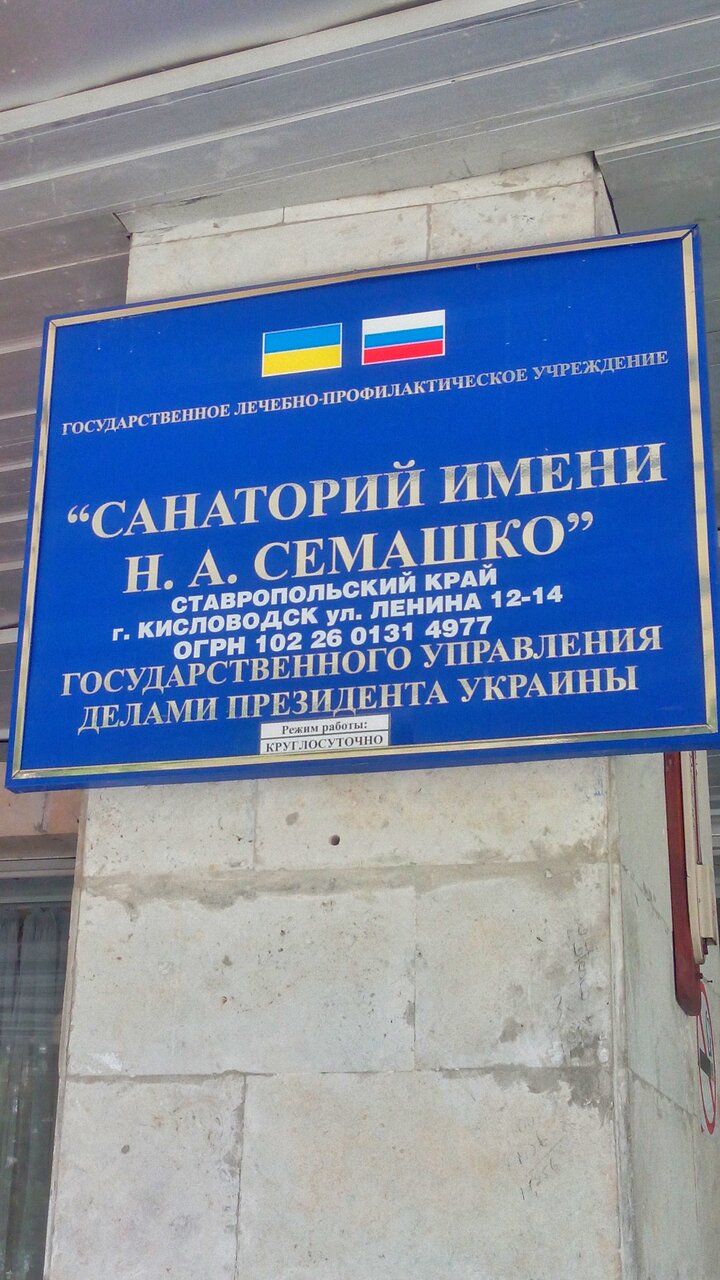 ГОСУДАРСТВЕННОЕ ЛЕЧЕБНО-ПРОФИЛАКТИЧЕСКОЕ УЧРЕЖДЕНИЕ
“САНАТОРИЙ ИМЕНИ
Н. А. СЕМАШКО”
СТАВРОПОЛЬСКИЙ КРАЙ
г. КИСЛОВОДСК ул. ЛЕНИНА 12-14
ОГРН 102 26 0131 4977
ГОСУДАРСТВЕННОГО УПРАВЛЕНИЯ
ДЕЛАМИ ПРЕЗИДЕНТА УКРАИНЫ
Режим работы:
КРУГЛОСУТОЧНО